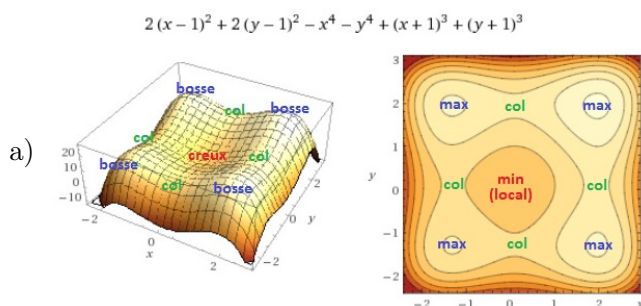 2 (x − 1)² + 2 (y − 1)² − x⁴ − y⁴ + (x + 1)³ + (y + 1)³
a)
bosse
col
bosse
col
creux
col
bosse
col
bosse
20
10
0
−10
−2
0
x
2
−2
0
y
2
3
2
1
y
0
−1
−2
−2
−1
0
1
2
x
max
col
max
col
min
(local)
col
max
col
max